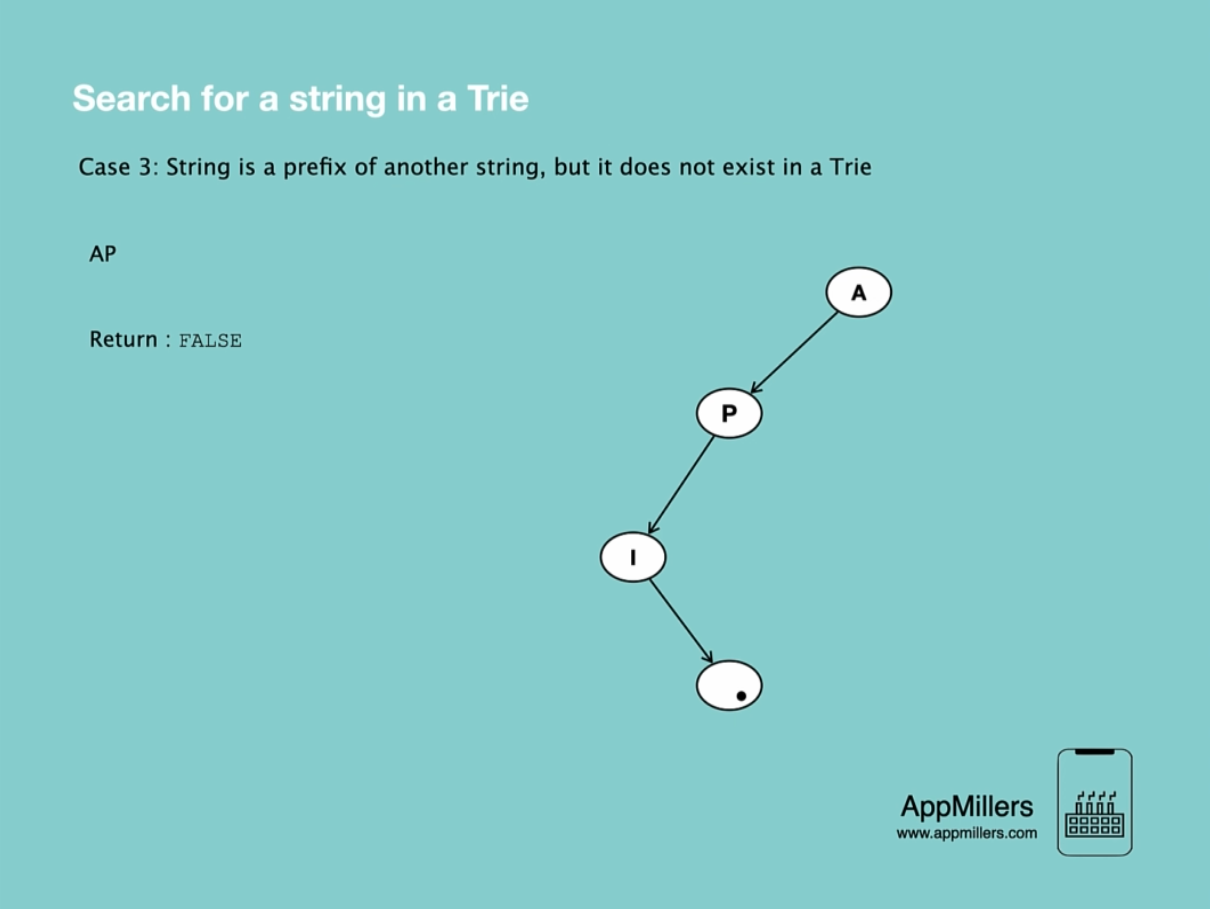 Search for a string in a Trie
Case 3: String is a prefix of another string, but it does not exist in a Trie
AP
Return : FALSE
A
P
I
AppMillers
www.appmillers.com